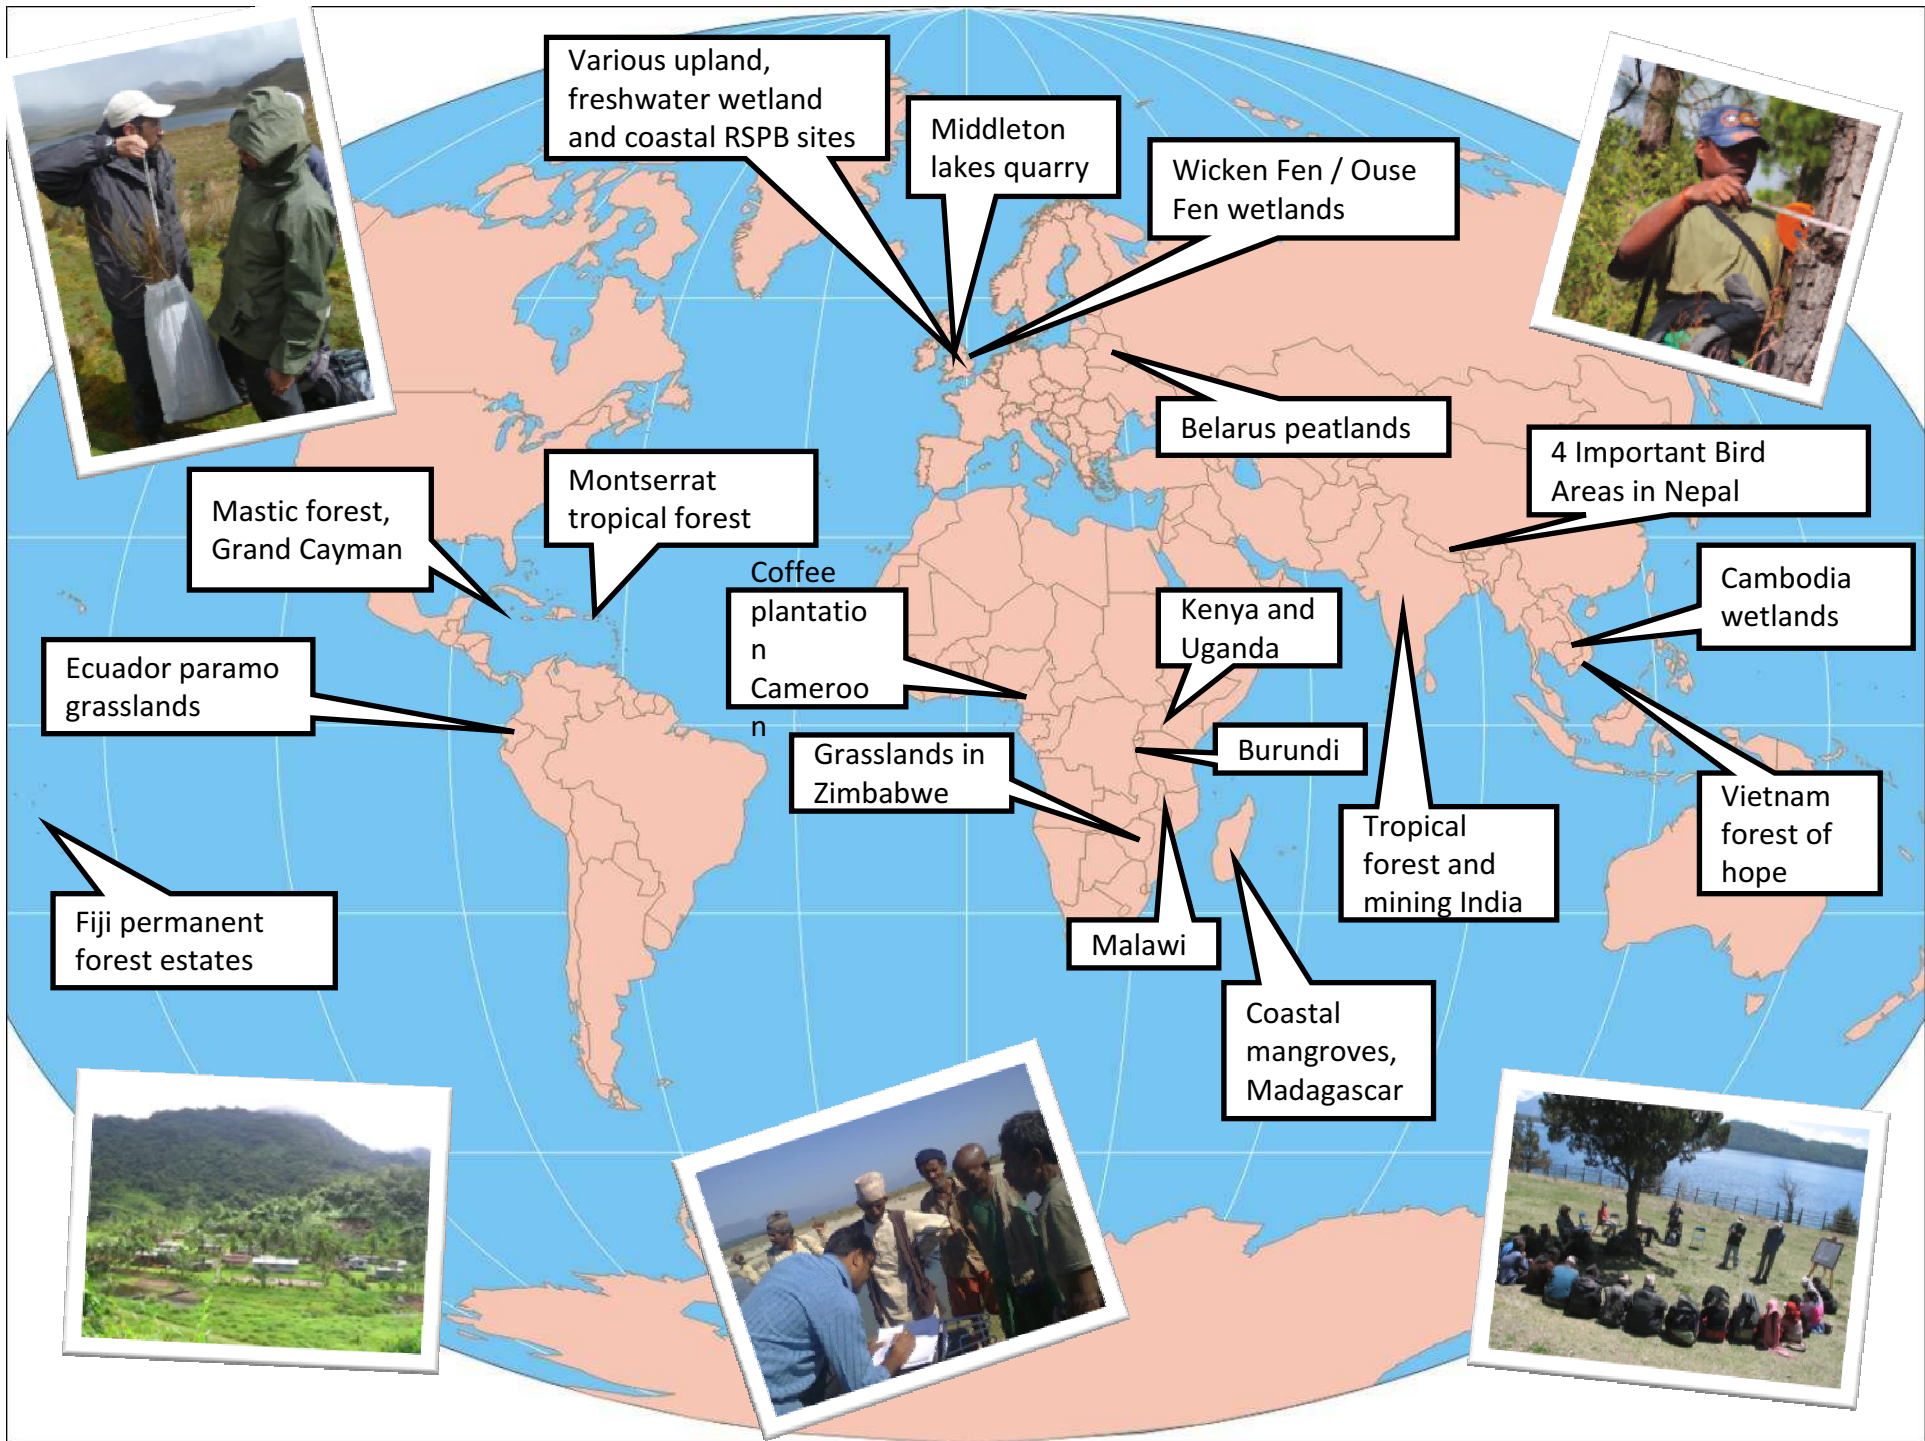 Various upland,
freshwater wetland
and coastal RSPB sites
Middleton
lakes quarry
Wicken Fen / Ouse
Fen wetlands
Belarus peatlands
4 Important Bird
Areas in Nepal
Mastic forest,
Grand Cayman
Montserrat
tropical forest
Coffee
plantatio
n
Cameroo
n
Kenya and
Uganda
Cambodia
wetlands
Ecuador paramo
grasslands
Grasslands in
Zimbabwe
Burundi
Tropical
forest and
mining India
Vietnam
forest of
hope
Fiji permanent
forest estates
Malawi
Coastal
mangroves,
Madagascar